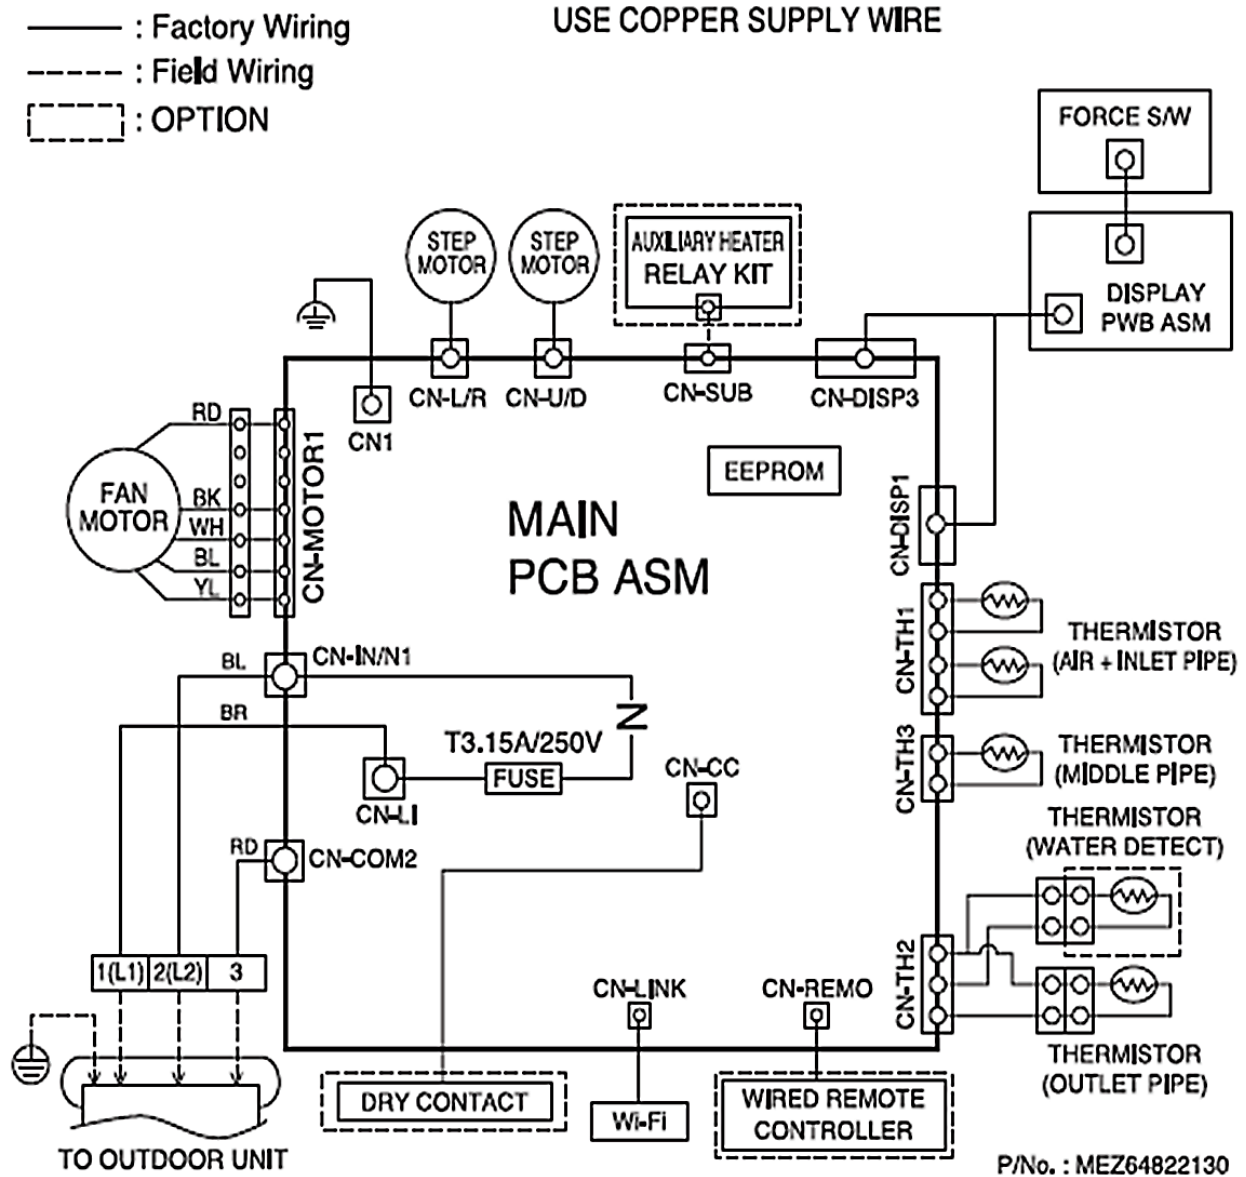 : Factory Wiring
: Field Wiring
: OPTION
USE COPPER SUPPLY WIRE
FORCE S/W
DISPLAY
PWB ASM
STEP
MOTOR
STEP
MOTOR
AUXILIARY HEATER
RELAY KIT
CN-L/R
CN-U/D
CN-SUB
CN-DISP3
CN1
RD
BK
WH
BL
YL
FAN
MOTOR
CN-MOTOR1
EEPROM
MAIN
PCB ASM
CN-DISP1
CN-TH1
THERMISTOR
(AIR + INLET PIPE)
CN-IN/N1
BL
BR
N
T3.15A/250V
FUSE
CN-LI
CN-CC
CN-TH3
THERMISTOR
(MIDDLE PIPE)
THERMISTOR
(WATER DETECT)
RD
CN-COM2
CN-TH2
1(L1)
2(L2)
3
CN-LINK
CN-REMO
THERMISTOR
(OUTLET PIPE)
DRY CONTACT
Wi-Fi
WIRED REMOTE
CONTROLLER
TO OUTDOOR UNIT
P/No. : MEZ64822130